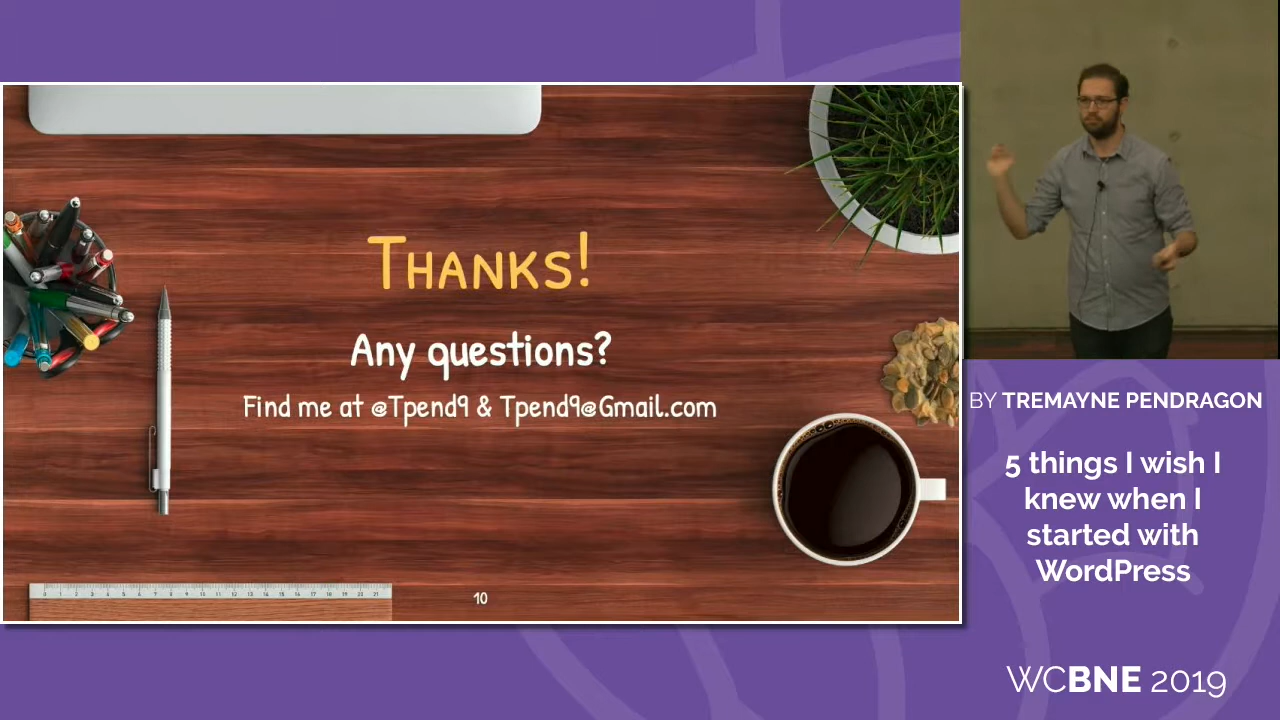 Thanks!
Any questions?
Find me at @Tpend9 & Tpend9@Gmail.com
10
BY TREMAYNE PENDRAGON
5 things I wish I
knew when I
started with
WordPress
WCBNE 2019